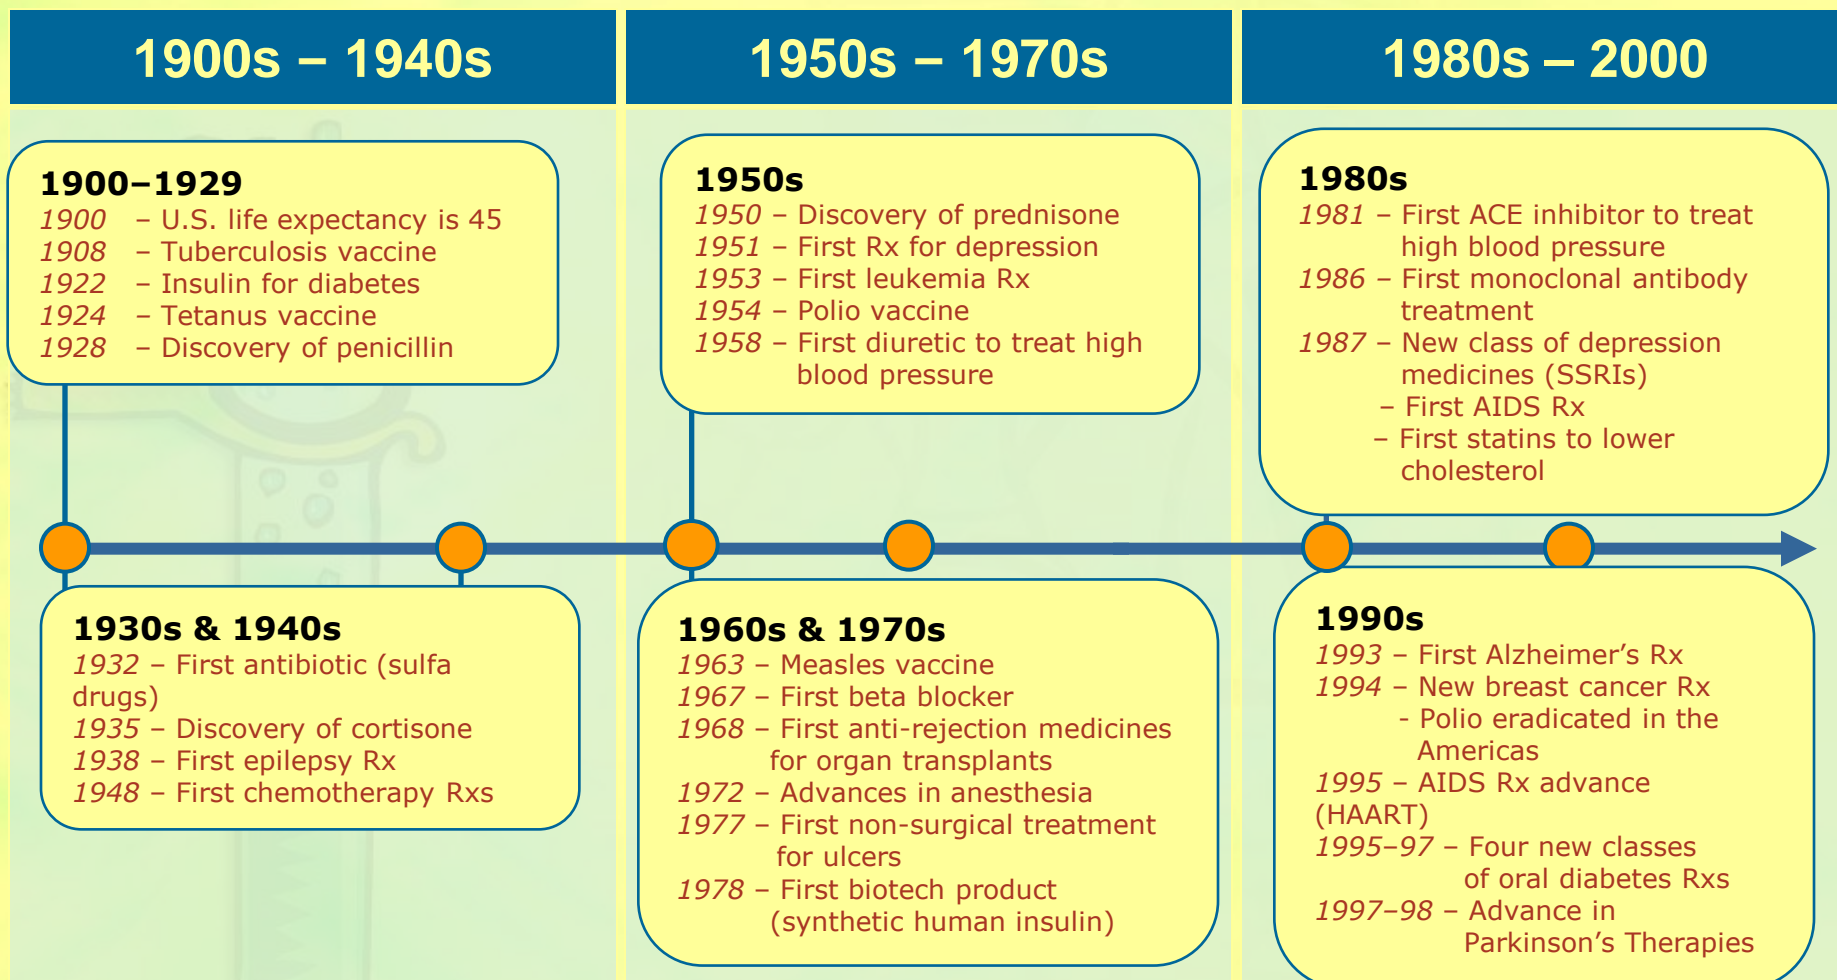 1900s – 1940s
1950s – 1970s
1980s – 2000
1900–1929
1900 – U.S. life expectancy is 45
1908 – Tuberculosis vaccine
1922 – Insulin for diabetes
1924 – Tetanus vaccine
1928 – Discovery of penicillin
1930s & 1940s
1932 – First antibiotic (sulfa
drugs)
1935 – Discovery of cortisone
1938 – First epilepsy Rx
1948 – First chemotherapy Rxs
1950s
1950 – Discovery of prednisone
1951 – First Rx for depression
1953 – First leukemia Rx
1954 – Polio vaccine
1958 – First diuretic to treat high
blood pressure
1960s & 1970s
1963 – Measles vaccine
1967 – First beta blocker
1968 – First anti-rejection medicines
for organ transplants
1972 – Advances in anesthesia
1977 – First non-surgical treatment
for ulcers
1978 – First biotech product
(synthetic human insulin)
1980s
1981 – First ACE inhibitor to treat
high blood pressure
1986 – First monoclonal antibody
treatment
1987 – New class of depression
medicines (SSRIs)
– First AIDS Rx
– First statins to lower
cholesterol
1990s
1993 – First Alzheimer’s Rx
1994 – New breast cancer Rx
- Polio eradicated in the
Americas
1995 – AIDS Rx advance
(HAART)
1995–97 – Four new classes
of oral diabetes Rxs
1997–98 – Advance in
Parkinson’s Therapies